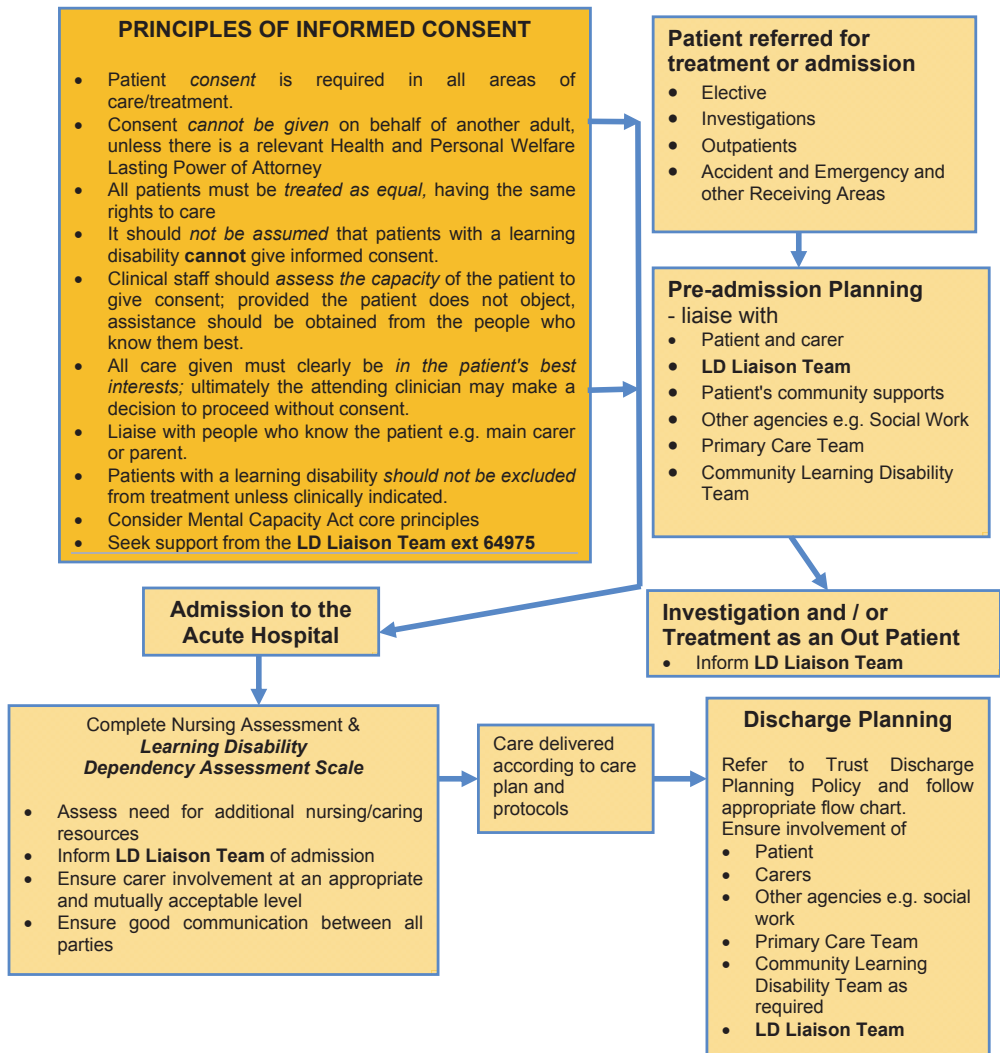 PRINCIPLES OF INFORMED CONSENT
• Patient consent is required in all areas of
care/treatment.
• Consent cannot be given on behalf of another adult,
unless there is a relevant Health and Personal Welfare
Lasting Power of Attorney
• All patients must be treated as equal, having the same
rights to care
• It should not be assumed that patients with a learning
disability cannot give informed consent.
• Clinical staff should assess the capacity of the patient to
give consent; provided the patient does not object,
assistance should be obtained from the people who
know them best.
• All care given must clearly be in the patient's best
interests; ultimately the attending clinician may make a
decision to proceed without consent.
• Liaise with people who know the patient e.g. main carer
or parent.
• Patients with a learning disability should not be excluded
from treatment unless clinically indicated.
• Consider Mental Capacity Act core principles
• Seek support from the LD Liaison Team ext 64975
Patient referred for
treatment or admission
• Elective
• Investigations
• Outpatients
• Accident and Emergency and
other Receiving Areas
Pre-admission Planning
- liaise with
• Patient and carer
• LD Liaison Team
• Patient's community supports
• Other agencies e.g. Social Work
• Primary Care Team
• Community Learning Disability
Team
Investigation and / or
Treatment as an Out Patient
• Inform LD Liaison Team
Admission to the
Acute Hospital
Complete Nursing Assessment &
Learning Disability
Dependency Assessment Scale
• Assess need for additional nursing/caring
resources
• Inform LD Liaison Team of admission
• Ensure carer involvement at an appropriate
and mutually acceptable level
• Ensure good communication between all
parties
Care delivered
according to care
plan and
protocols
Discharge Planning
Refer to Trust Discharge
Planning Policy and follow
appropriate flow chart.
Ensure involvement of
• Patient
• Carers
• Other agencies e.g. social
work
• Primary Care Team
• Community Learning
Disability Team as
required
• LD Liaison Team